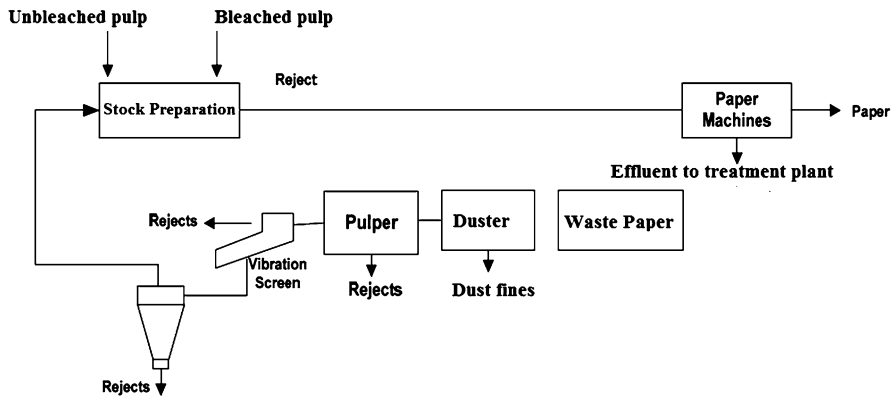 Unbleached pulp
Bleached pulp
Reject
Stock Preparation
Paper
Machines
Paper
Effluent to treatment plant
Rejects
Pulper
Duster
Waste Paper
Vibration
Screen
Rejects
Dust fines
Rejects